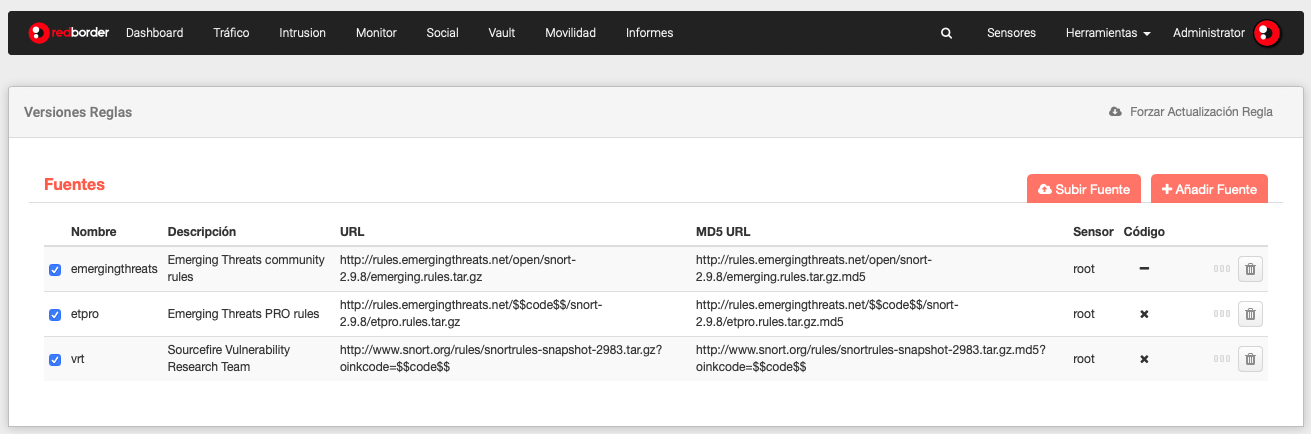 redborder Dashboard Tráfico Intrusion Monitor Social Vault Movilidad Informes Sensores Herramientas Administrator
Versiones Reglas Forzar Actualización Regla
Fuentes Subir Fuente Añadir Fuente
Nombre Descripción URL MD5 URL Sensor Código
emergingthreats Emerging Threats community rules http://rules.emergingthreats.net/open/snort-2.9.8/emerging.rules.tar.gz http://rules.emergingthreats.net/open/snort-2.9.8/emerging.rules.tar.gz.md5 root
etpro Emerging Threats PRO rules http://rules.emergingthreats.net/$$code$$/snort-2.9.8/etpro.rules.tar.gz http://rules.emergingthreats.net/$$code$$/snort-2.9.8/etpro.rules.tar.gz.md5 root
vrt Sourcefire Vulnerability Research Team http://www.snort.org/rules/snortrules-snapshot-2983.tar.gz?oinkcode=$$code$$ http://www.snort.org/rules/snortrules-snapshot-2983.tar.gz.md5?oinkcode=$$code$$ root